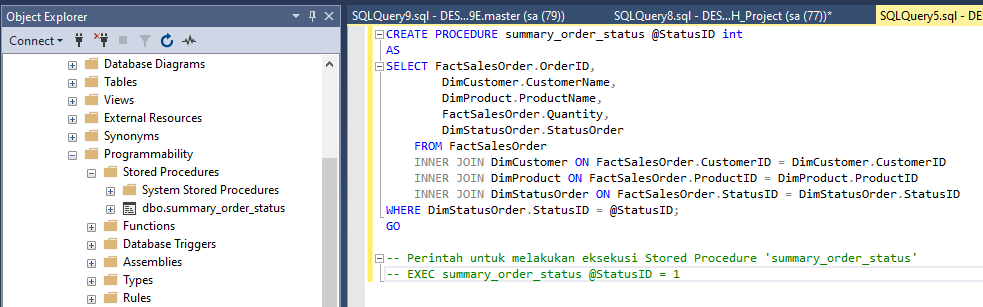 Object Explorer
Connect
Database Diagrams
Tables
Views
External Resources
Synonyms
Programmability
Stored Procedures
System Stored Procedures
dbo.summary_order_status
Functions
Database Triggers
Assemblies
Types
Rules
SQLQuery9.sql - DES...9E.master (sa (79))
SQLQuery8.sql - DES...H_Project (sa (77))*
SQLQuery5.sql - DE
CREATE PROCEDURE summary_order_status @StatusID int
AS
SELECT FactSalesOrder.OrderID,
DimCustomer.CustomerName,
DimProduct.ProductName,
FactSalesOrder.Quantity,
DimStatusOrder.StatusOrder
FROM FactSalesOrder
INNER JOIN DimCustomer ON FactSalesOrder.CustomerID = DimCustomer.CustomerID
INNER JOIN DimProduct ON FactSalesOrder.ProductID = DimProduct.ProductID
INNER JOIN DimStatusOrder ON FactSalesOrder.StatusID = DimStatusOrder.StatusID
WHERE DimStatusOrder.StatusID = @StatusID;
GO
-- Perintah untuk melakukan eksekusi Stored Procedure 'summary_order_status'
-- EXEC summary_order_status @StatusID = 1